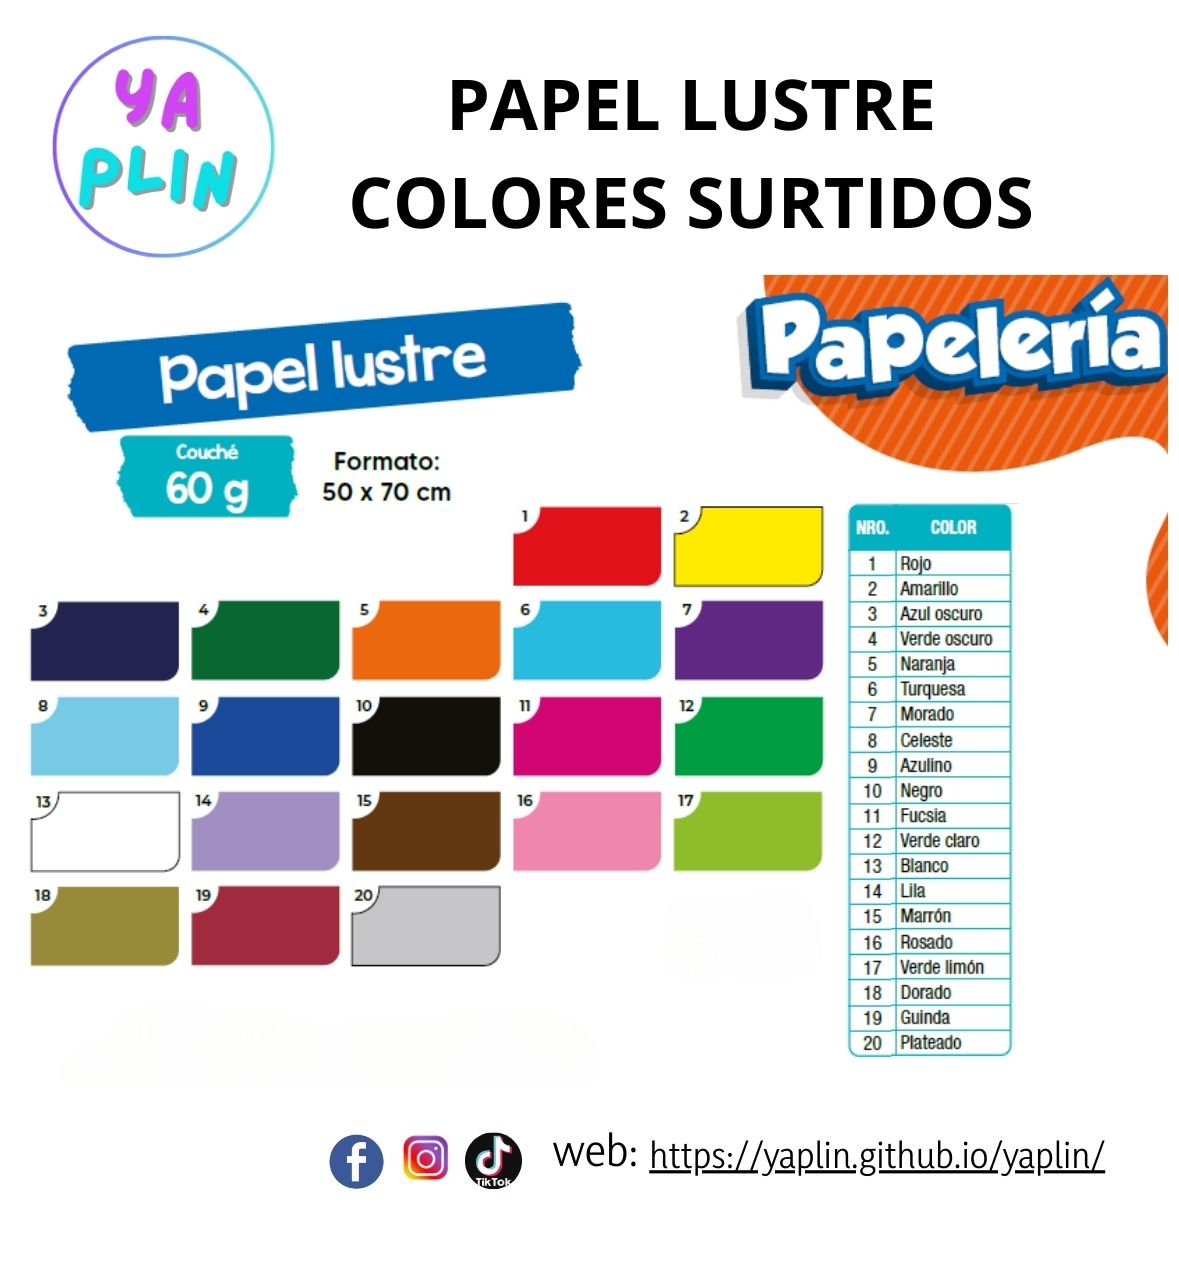 YA
PLIN
PAPEL LUSTRE
COLORES SURTIDOS
Papel lustre
Papelería
Couché
60 g
Formato:
50 x 70 cm
1
2
3
4
5
6
7
8
9
10
11
12
13
14
15
16
17
18
19
20
NRO. COLOR
1 Rojo
2 Amarillo
3 Azul oscuro
4 Verde oscuro
5 Naranja
6 Turquesa
7 Morado
8 Celeste
9 Azulino
10 Negro
11 Fucsia
12 Verde claro
13 Blanco
14 Lila
15 Marrón
16 Rosado
17 Verde limón
18 Dorado
19 Guinda
20 Plateado
TikTok
web: https://yaplin.github.io/yaplin/